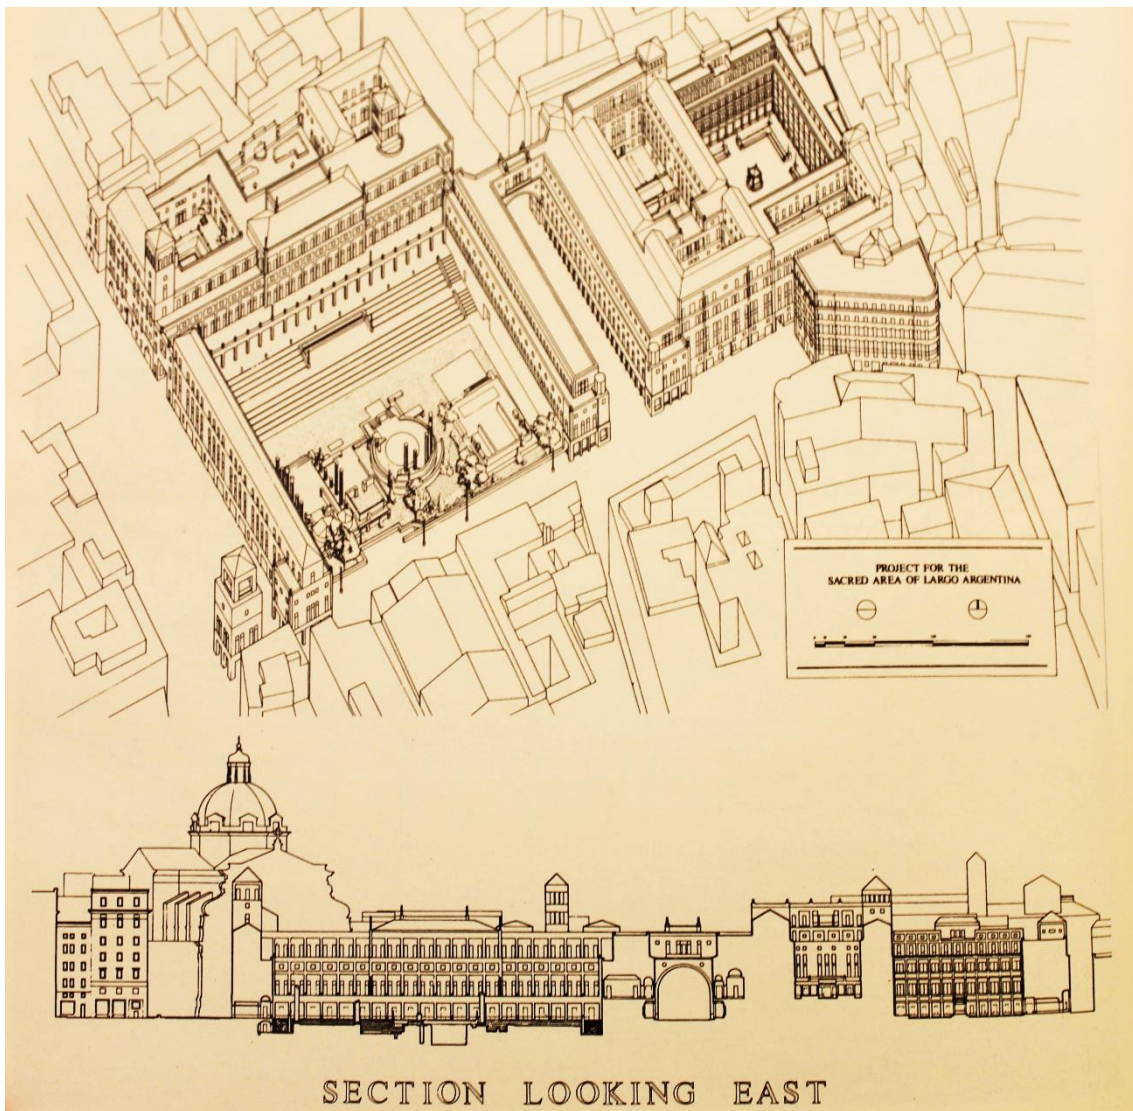 PROJECT FOR THE
SACRED AREA OF LARGO ARGENTINA
SECTION LOOKING EAST